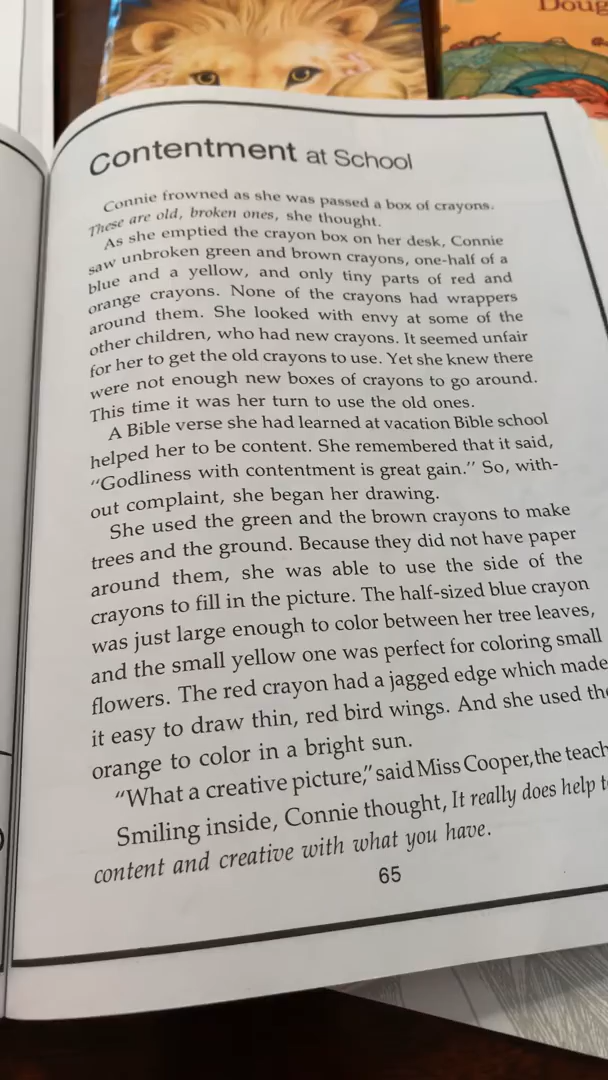 Doug
Contentment at School
Connie frowned as she was passed a box of crayons.
These are old, broken ones, she thought.
As she emptied the crayon box on her desk, Connie
saw unbroken green and brown crayons, one-half of a
blue and a yellow, and only tiny parts of red and
orange crayons. None of the crayons had wrappers
around them. She looked with envy at some of the
other children, who had new crayons. It seemed unfair
for her to get the old crayons to use. Yet she knew there
were not enough new boxes of crayons to go around.
This time it was her turn to use the old ones.
A Bible verse she had learned at vacation Bible school
helped her to be content. She remembered that it said,
“Godliness with contentment is great gain.” So, with-
out complaint, she began her drawing.
She used the green and the brown crayons to make
trees and the ground. Because they did not have paper
around them, she was able to use the side of the
crayons to fill in the picture. The half-sized blue crayon
was just large enough to color between her tree leaves,
and the small yellow one was perfect for coloring small
flowers. The red crayon had a jagged edge which made
it easy to draw thin, red bird wings. And she used the
orange to color in a bright sun.
“What a creative picture,” said Miss Cooper, the teach
Smiling inside, Connie thought, It really does help t
content and creative with what you have.
65